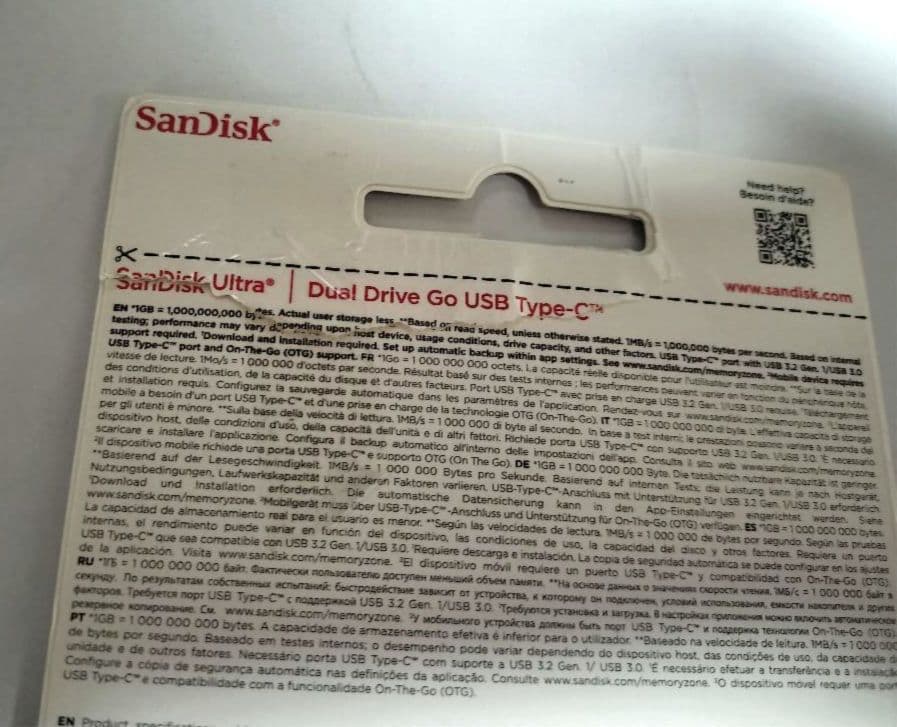 SanDisk®
Need help?
Besoin d'aide?
www.sandisk.com
SanDisk Ultra® | Dual Drive Go USB Type-C™
EN *1GB = 1,000,000,000 bytes. Actual user storage less. **Based on read speed, unless otherwise stated. 1MB/s = 1,000,000 bytes per second. Based on internal
testing; performance may vary depending upon host device, usage conditions, drive capacity, and other factors. USB Type-C™ port with USB 3.2 Gen. 1/USB 3.0
support required. ¹Download and installation required. Set up automatic backup within app settings. See www.sandisk.com/memoryzone. ²Mobile device requires
USB Type-C™ port and On-The-Go (OTG) support. FR *1Go = 1 000 000 000 octets. La capacité réelle disponible pour l'utilisateur est moindre. **Sur la base de la
vitesse de lecture. 1Mo/s = 1 000 000 d'octets par seconde. Résultat basé sur des tests internes ; les performances peuvent varier en fonction du périphérique hôte,
des conditions d'utilisation, de la capacité du disque et d'autres facteurs. Port USB Type-C™ avec prise en charge USB 3.2 Gen. 1/USB 3.0 requise. ¹Téléchargement
et installation requis. Configurez la sauvegarde automatique dans les paramètres de l'application. Rendez-vous sur www.sandisk.com/memoryzone. ²L'appareil
mobile a besoin d'un port USB Type-C™ et d'une prise en charge de la technologie OTG (On-The-Go). IT *1GB = 1 000 000 000 di byte. L'effettiva capacità di storage
per gli utenti è minore. **Sulla base della velocità di lettura. 1MB/s = 1 000 000 di byte al secondo. In base a test interni; le prestazioni possono variare a seconda del
dispositivo host, delle condizioni d'uso, della capacità dell'unità e di altri fattori. Richiede porta USB Type-C™ con supporto USB 3.2 Gen. 1/USB 3.0. ¹È necessario
scaricare e installare l'applicazione. Configura il backup automatico all'interno delle impostazioni dell'app. Consulta il sito web www.sandisk.com/memoryzone.
²Il dispositivo mobile richiede una porta USB Type-C™ e supporto OTG (On The Go). DE *1GB = 1 000 000 000 Byte. Die tatsächlich nutzbare Kapazität ist geringer.
**Basierend auf der Lesegeschwindigkeit. 1MB/s = 1 000 000 Bytes pro Sekunde. Basierend auf internen Tests; die Leistung kann je nach Hostgerät,
Nutzungsbedingungen, Laufwerkskapazität und anderen Faktoren variieren. USB-Type-C™-Anschluss mit Unterstützung für USB 3.2 Gen. 1/USB 3.0 erforderlich.
¹Download und Installation erforderlich. Die automatische Datensicherung kann in den App-Einstellungen eingerichtet werden. Siehe
www.sandisk.com/memoryzone. ²Mobilgerät muss über USB-Type-C™-Anschluss und Unterstützung für On-The-Go (OTG) verfügen. ES *1GB = 1 000 000 000 bytes.
La capacidad de almacenamiento real para el usuario es menor. **Según las velocidades de lectura. 1MB/s = 1 000 000 de bytes por segundo. Según las pruebas
internas, el rendimiento puede variar en función del dispositivo, las condiciones de uso, la capacidad del disco y otros factores. Requiere un puerto
USB Type-C™ que sea compatible con USB 3.2 Gen. 1/USB 3.0. ¹Requiere descarga e instalación. La copia de seguridad automática se puede configurar en los ajustes
de la aplicación. Visita www.sandisk.com/memoryzone. ²El dispositivo móvil requiere un puerto USB Type-C™ y compatibilidad con On-The-Go (OTG).
RU *1ГБ = 1 000 000 000 байт. Фактически пользователю доступен меньший объем памяти. **На основе данных о значениях скорости чтения. 1МБ/с = 1 000 000 байт в
секунду. По результатам собственных испытаний: быстродействие зависит от устройства, к которому он подключен, условий использования, емкости накопителя и других
факторов. Требуется порт USB Type-C™ с поддержкой USB 3.2 Gen. 1/USB 3.0. ¹Требуются установка и загрузка. В настройках приложения можно включить автоматическое
резервное копирование. См. www.sandisk.com/memoryzone. ²У мобильного устройства должны быть порт USB Type-C™ и поддержка технологии On-The-Go (OTG).
PT *1GB = 1 000 000 000 bytes. A capacidade de armazenamento efetiva é inferior para o utilizador. **Baseado na velocidade de leitura. 1MB/s = 1 000 000
de bytes por segundo. Baseado em testes internos; o desempenho pode variar dependendo do dispositivo host, das condições de uso, da capacidade da
unidade e de outros fatores. Necessário porta USB Type-C™ com suporte a USB 3.2 Gen. 1/ USB 3.0. ¹É necessário efetuar a transferência e a instalação
Configure a cópia de segurança automática nas definições da aplicação. Consulte www.sandisk.com/memoryzone. ²O dispositivo móvel requer uma port
USB Type-C™ e compatibilidade com a funcionalidade On-The-Go (OTG).
EN Product